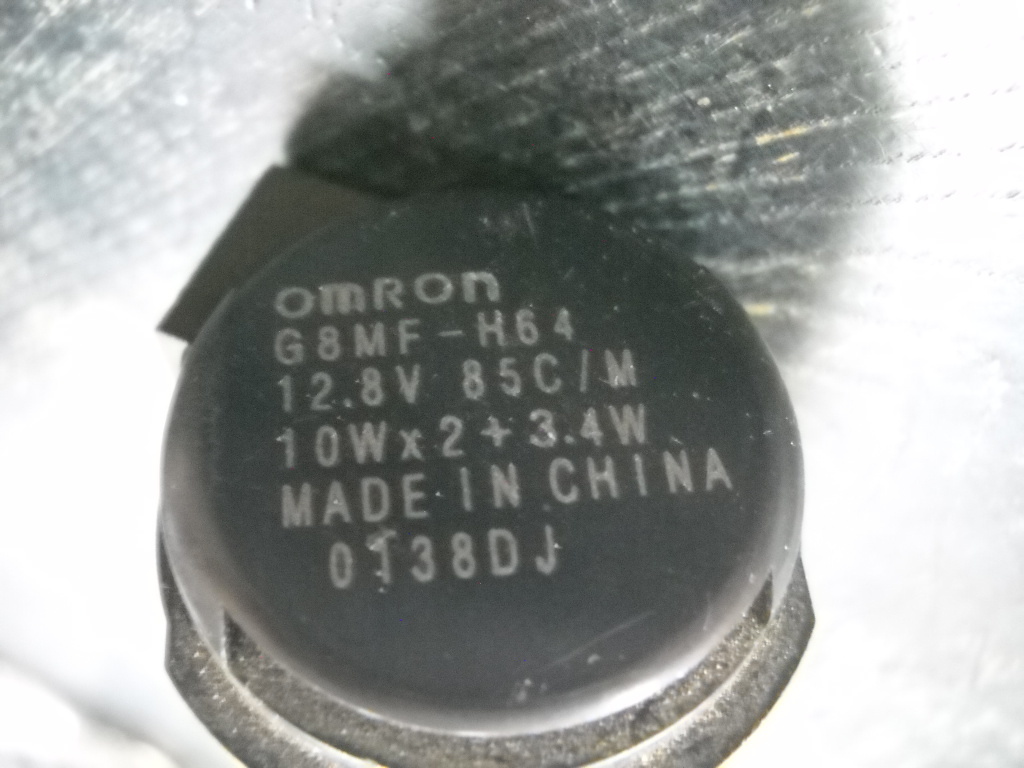 omRon
G8MF-H64
12.8V 85C/M
10Wx2+3.4W
MADE IN CHINA
0138DJ